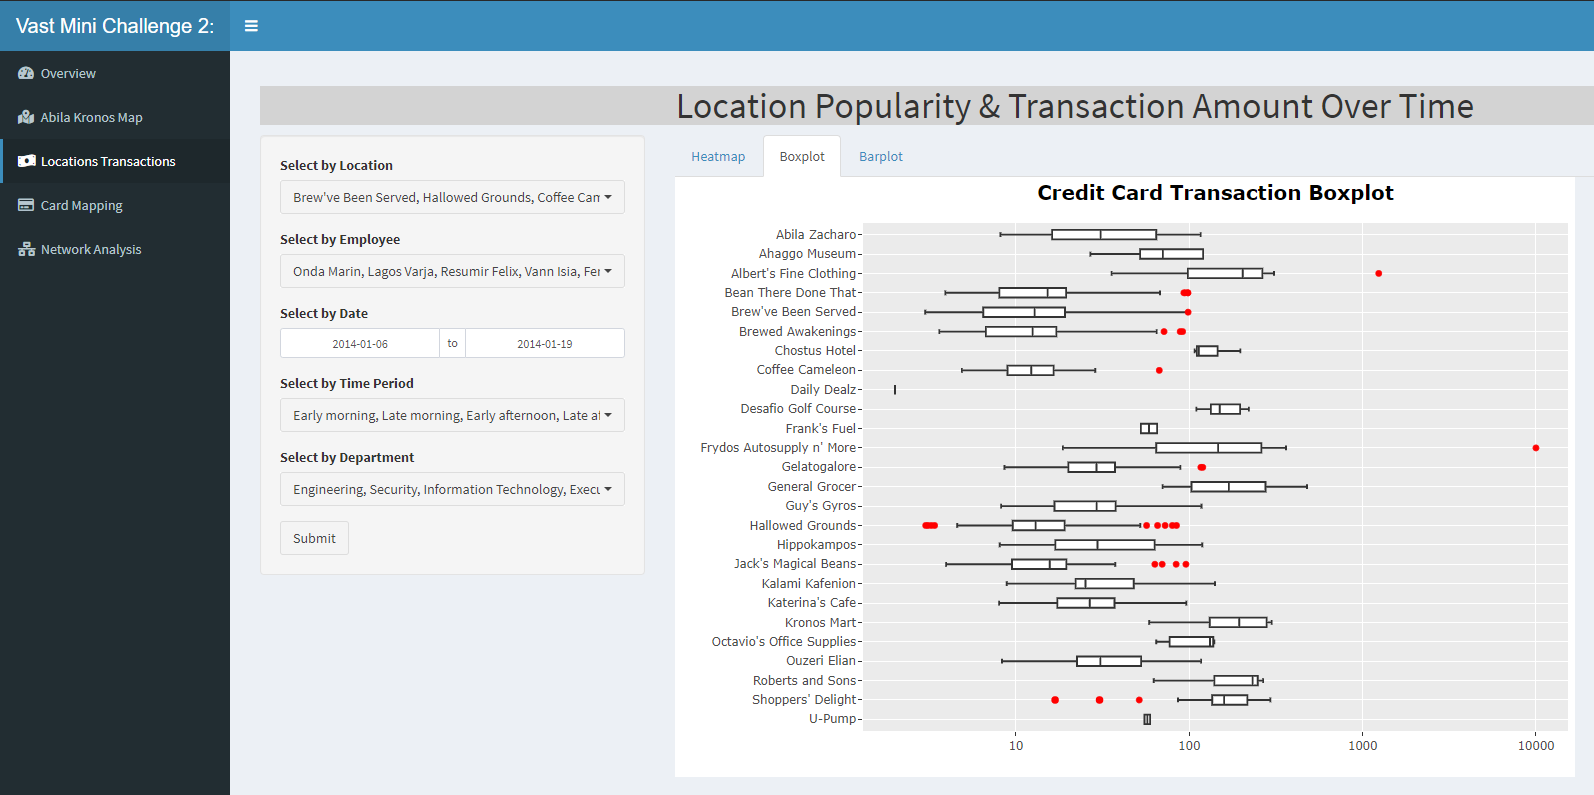 Vast Mini Challenge 2:
Overview
Abila Kronos Map
Locations Transactions
Card Mapping
Network Analysis
Location Popularity & Transaction Amount Over Time
Select by Location
Brew've Been Served, Hallowed Grounds, Coffee Cam
Select by Employee
Onda Marin, Lagos Varja, Resumir Felix, Vann Isia, Fer
Select by Date
2014-01-06 to 2014-01-19
Select by Time Period
Early morning, Late morning, Early afternoon, Late af
Select by Department
Engineering, Security, Information Technology, Execu
Submit
Heatmap Boxplot Barplot
Credit Card Transaction Boxplot
Abila Zacharo
Ahaggo Museum
Albert's Fine Clothing
Bean There Done That
Brew've Been Served
Brewed Awakenings
Chostus Hotel
Coffee Cameleon
Daily Dealz
Desafio Golf Course
Frank's Fuel
Frydos Autosupply n' More
Gelatogalore
General Grocer
Guy's Gyros
Hallowed Grounds
Hippokampos
Jack's Magical Beans
Kalami Kafenion
Katerina's Cafe
Kronos Mart
Octavio's Office Supplies
Ouzeri Elian
Roberts and Sons
Shoppers' Delight
U-Pump
10 100 1000 10000